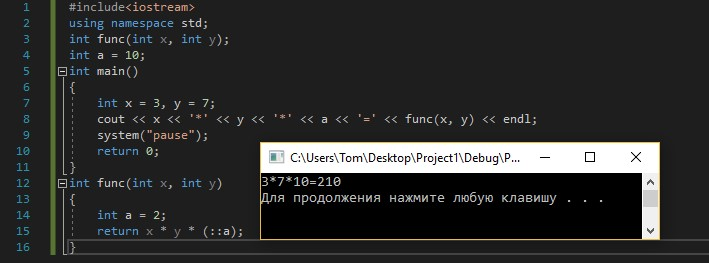 1 #include<iostream>
2 using namespace std;
3 int func(int x, int y);
4 int a = 10;
5 int main()
6 {
7 int x = 3, y = 7;
8 cout << x << '*' << y << '*' << a << '=' << func(x, y) << endl;
9 system("pause");
10 return 0;
11 }
12 int func(int x, int y)
13 {
14 int a = 2;
15 return x * y * (::a);
16 }
C:\Users\Tom\Desktop\Project1\Debug\P...
3*7*10=210
Для продолжения нажмите любую клавишу . . .